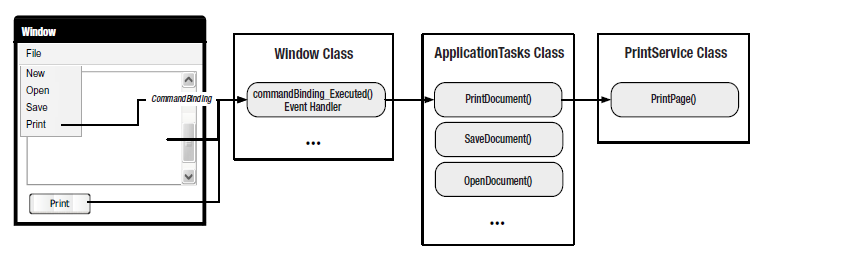 Window
File
New
Open
Save
Print
CommandBinding
Print
Window Class
commandBinding_Executed()
Event Handler
...
ApplicationTasks Class
PrintDocument()
SaveDocument()
OpenDocument()
...
PrintService Class
PrintPage()